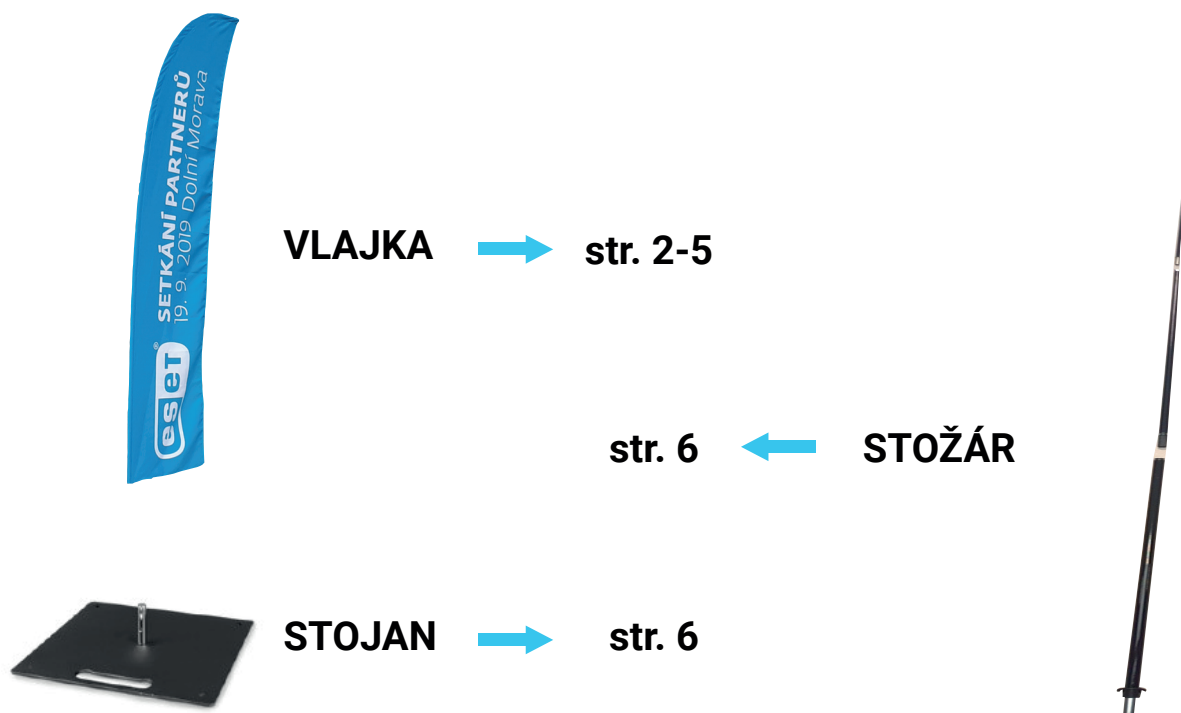 SETKÁNÍ PARTNERŮ
19. 9. 2019 Dolní Morava
eset®
VLAJKA str. 2-5
str. 6 STOŽÁR
STOJAN str. 6